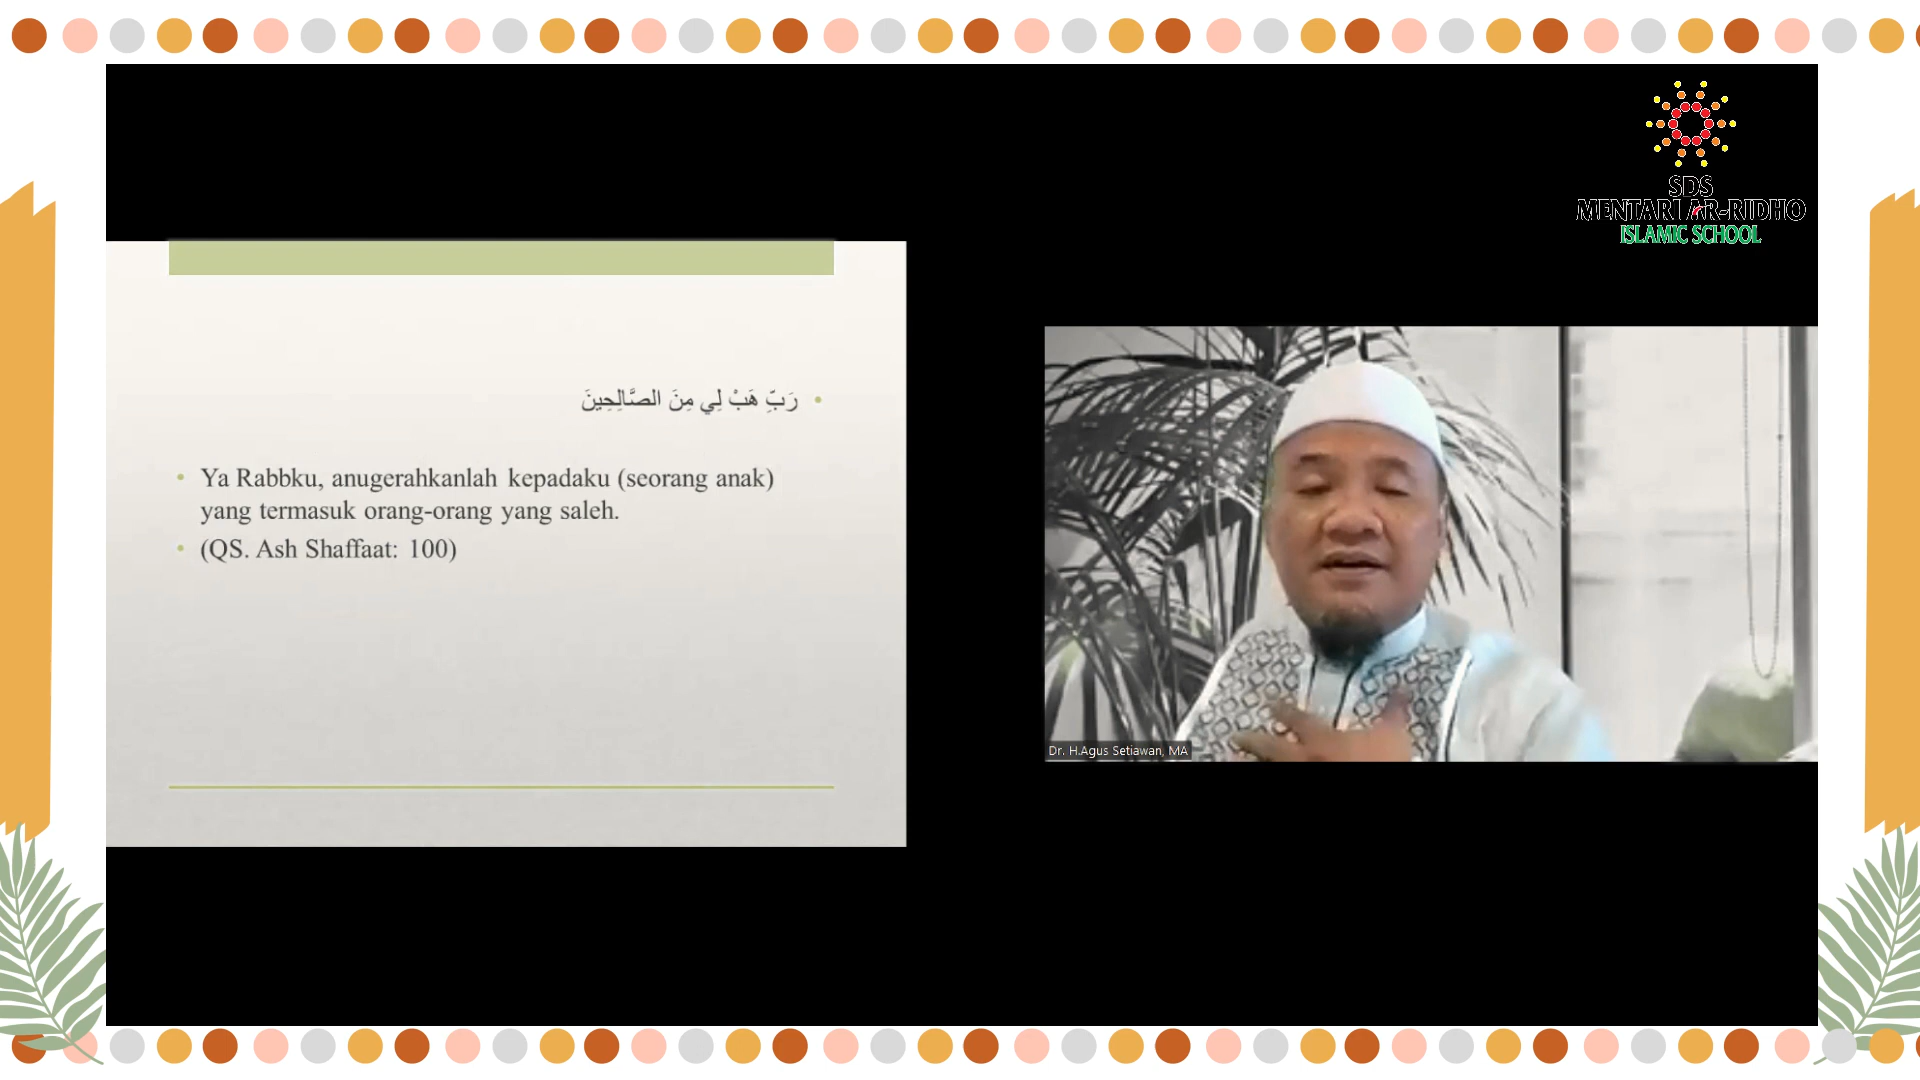 SDS
MENTARI AR-RIDHO
ISLAMIC SCHOOL
رَبِّ هَبْ لِي مِنَ الصَّالِحِينَ
Ya Rabbku, anugerahkanlah kepadaku (seorang anak)
yang termasuk orang-orang yang saleh.
(QS. Ash Shaffaat: 100)
Dr. H.Agus Setiawan, MA